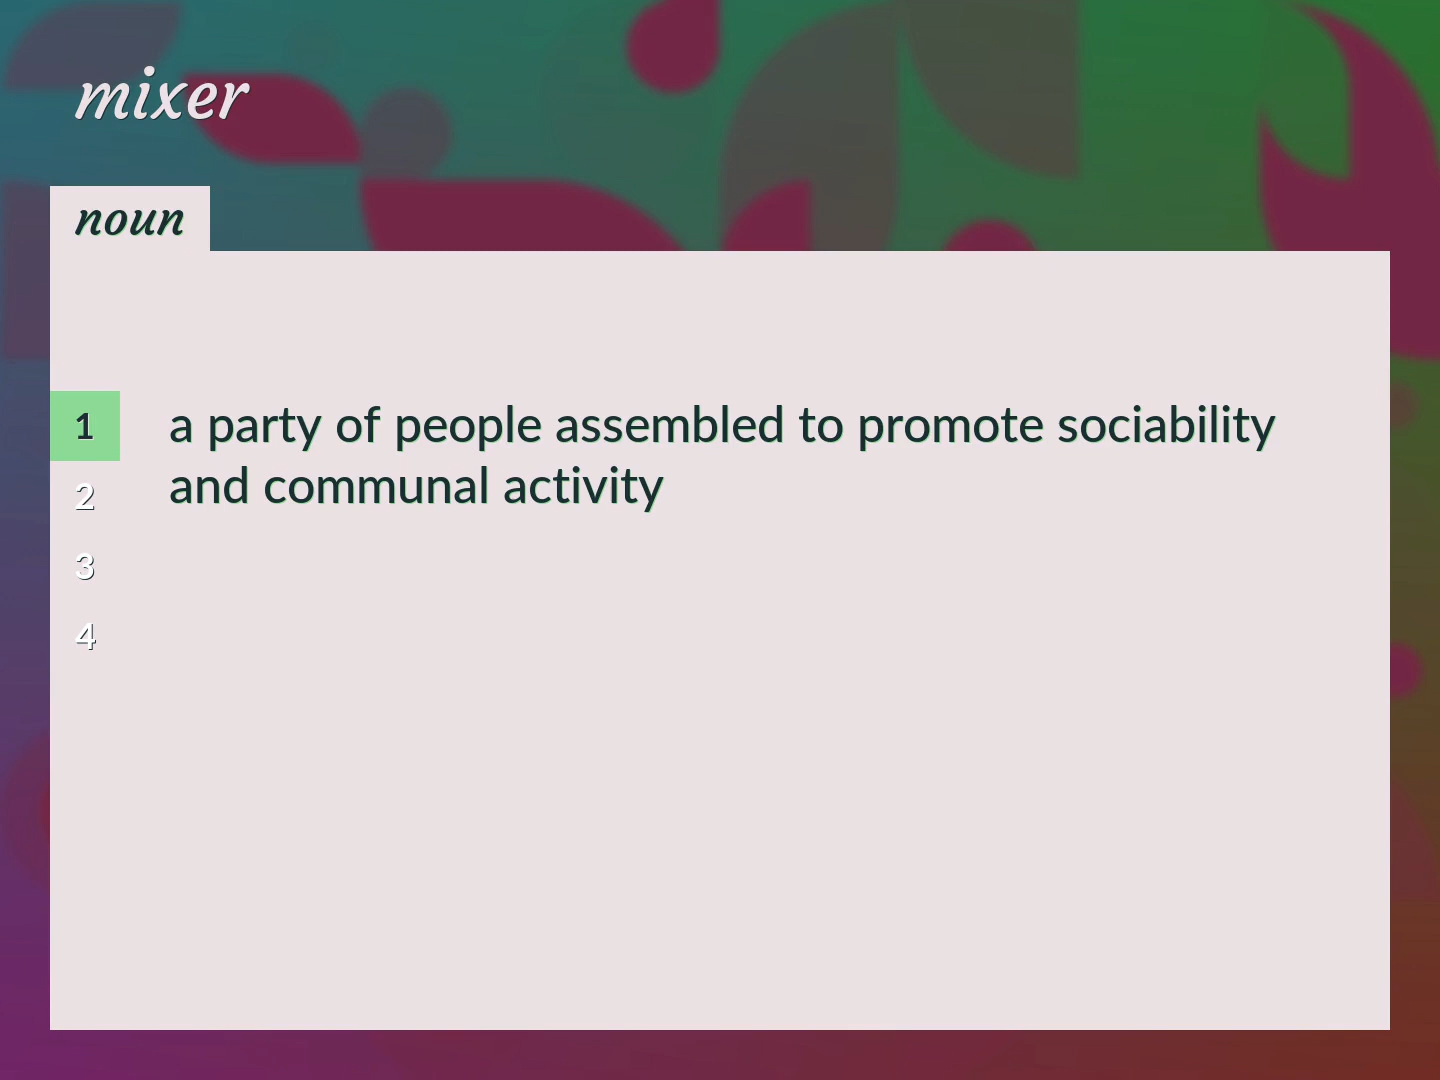 mixer
noun
1
a party of people assembled to promote sociability
and communal activity
2
3
4